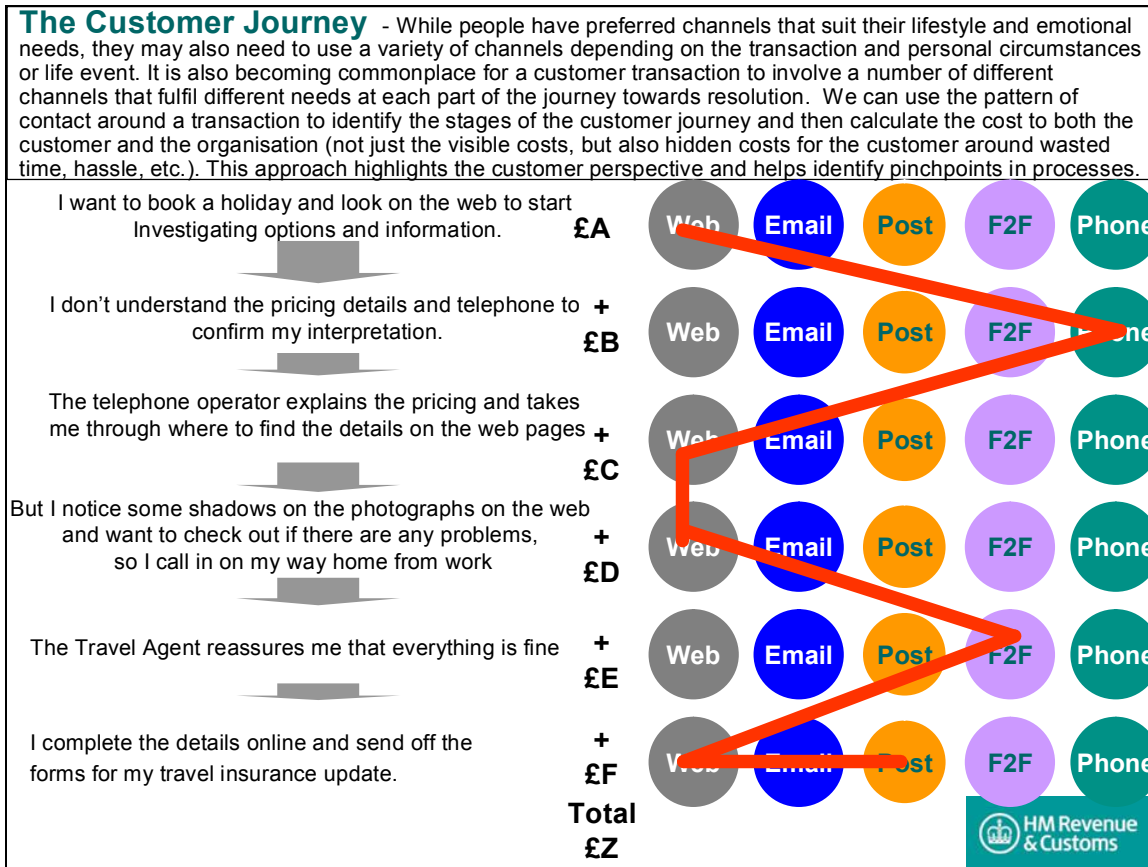 The Customer Journey - While people have preferred channels that suit their lifestyle and emotional
needs, they may also need to use a variety of channels depending on the transaction and personal circumstances
or life event. It is also becoming commonplace for a customer transaction to involve a number of different
channels that fulfil different needs at each part of the journey towards resolution. We can use the pattern of
contact around a transaction to identify the stages of the customer journey and then calculate the cost to both the
customer and the organisation (not just the visible costs, but also hidden costs for the customer around wasted
time, hassle, etc.). This approach highlights the customer perspective and helps identify pinchpoints in processes.
I want to book a holiday and look on the web to start
Investigating options and information.
£A
Web Email Post F2F Phone
I don't understand the pricing details and telephone to
confirm my interpretation.
+
£B
Web Email Post F2F Phone
The telephone operator explains the pricing and takes
me through where to find the details on the web pages
+
£C
Web Email Post F2F Phone
But I notice some shadows on the photographs on the web
and want to check out if there are any problems,
so I call in on my way home from work
+
£D
Web Email Post F2F Phone
The Travel Agent reassures me that everything is fine
+
£E
Web Email Post F2F Phone
I complete the details online and send off the
forms for my travel insurance update.
+
£F
Web Email Post F2F Phone
Total
£Z
HM Revenue
& Customs